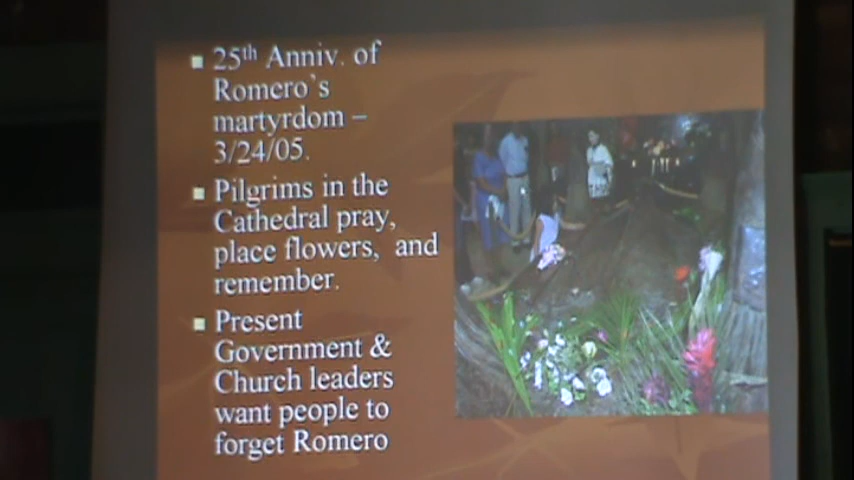 25th Anniv. of
Romero`s
martyrdom –
3/24/05.
Pilgrims in the
Cathedral pray,
place flowers, and
remember.
Present
Government &
Church leaders
want people to
forget Romero